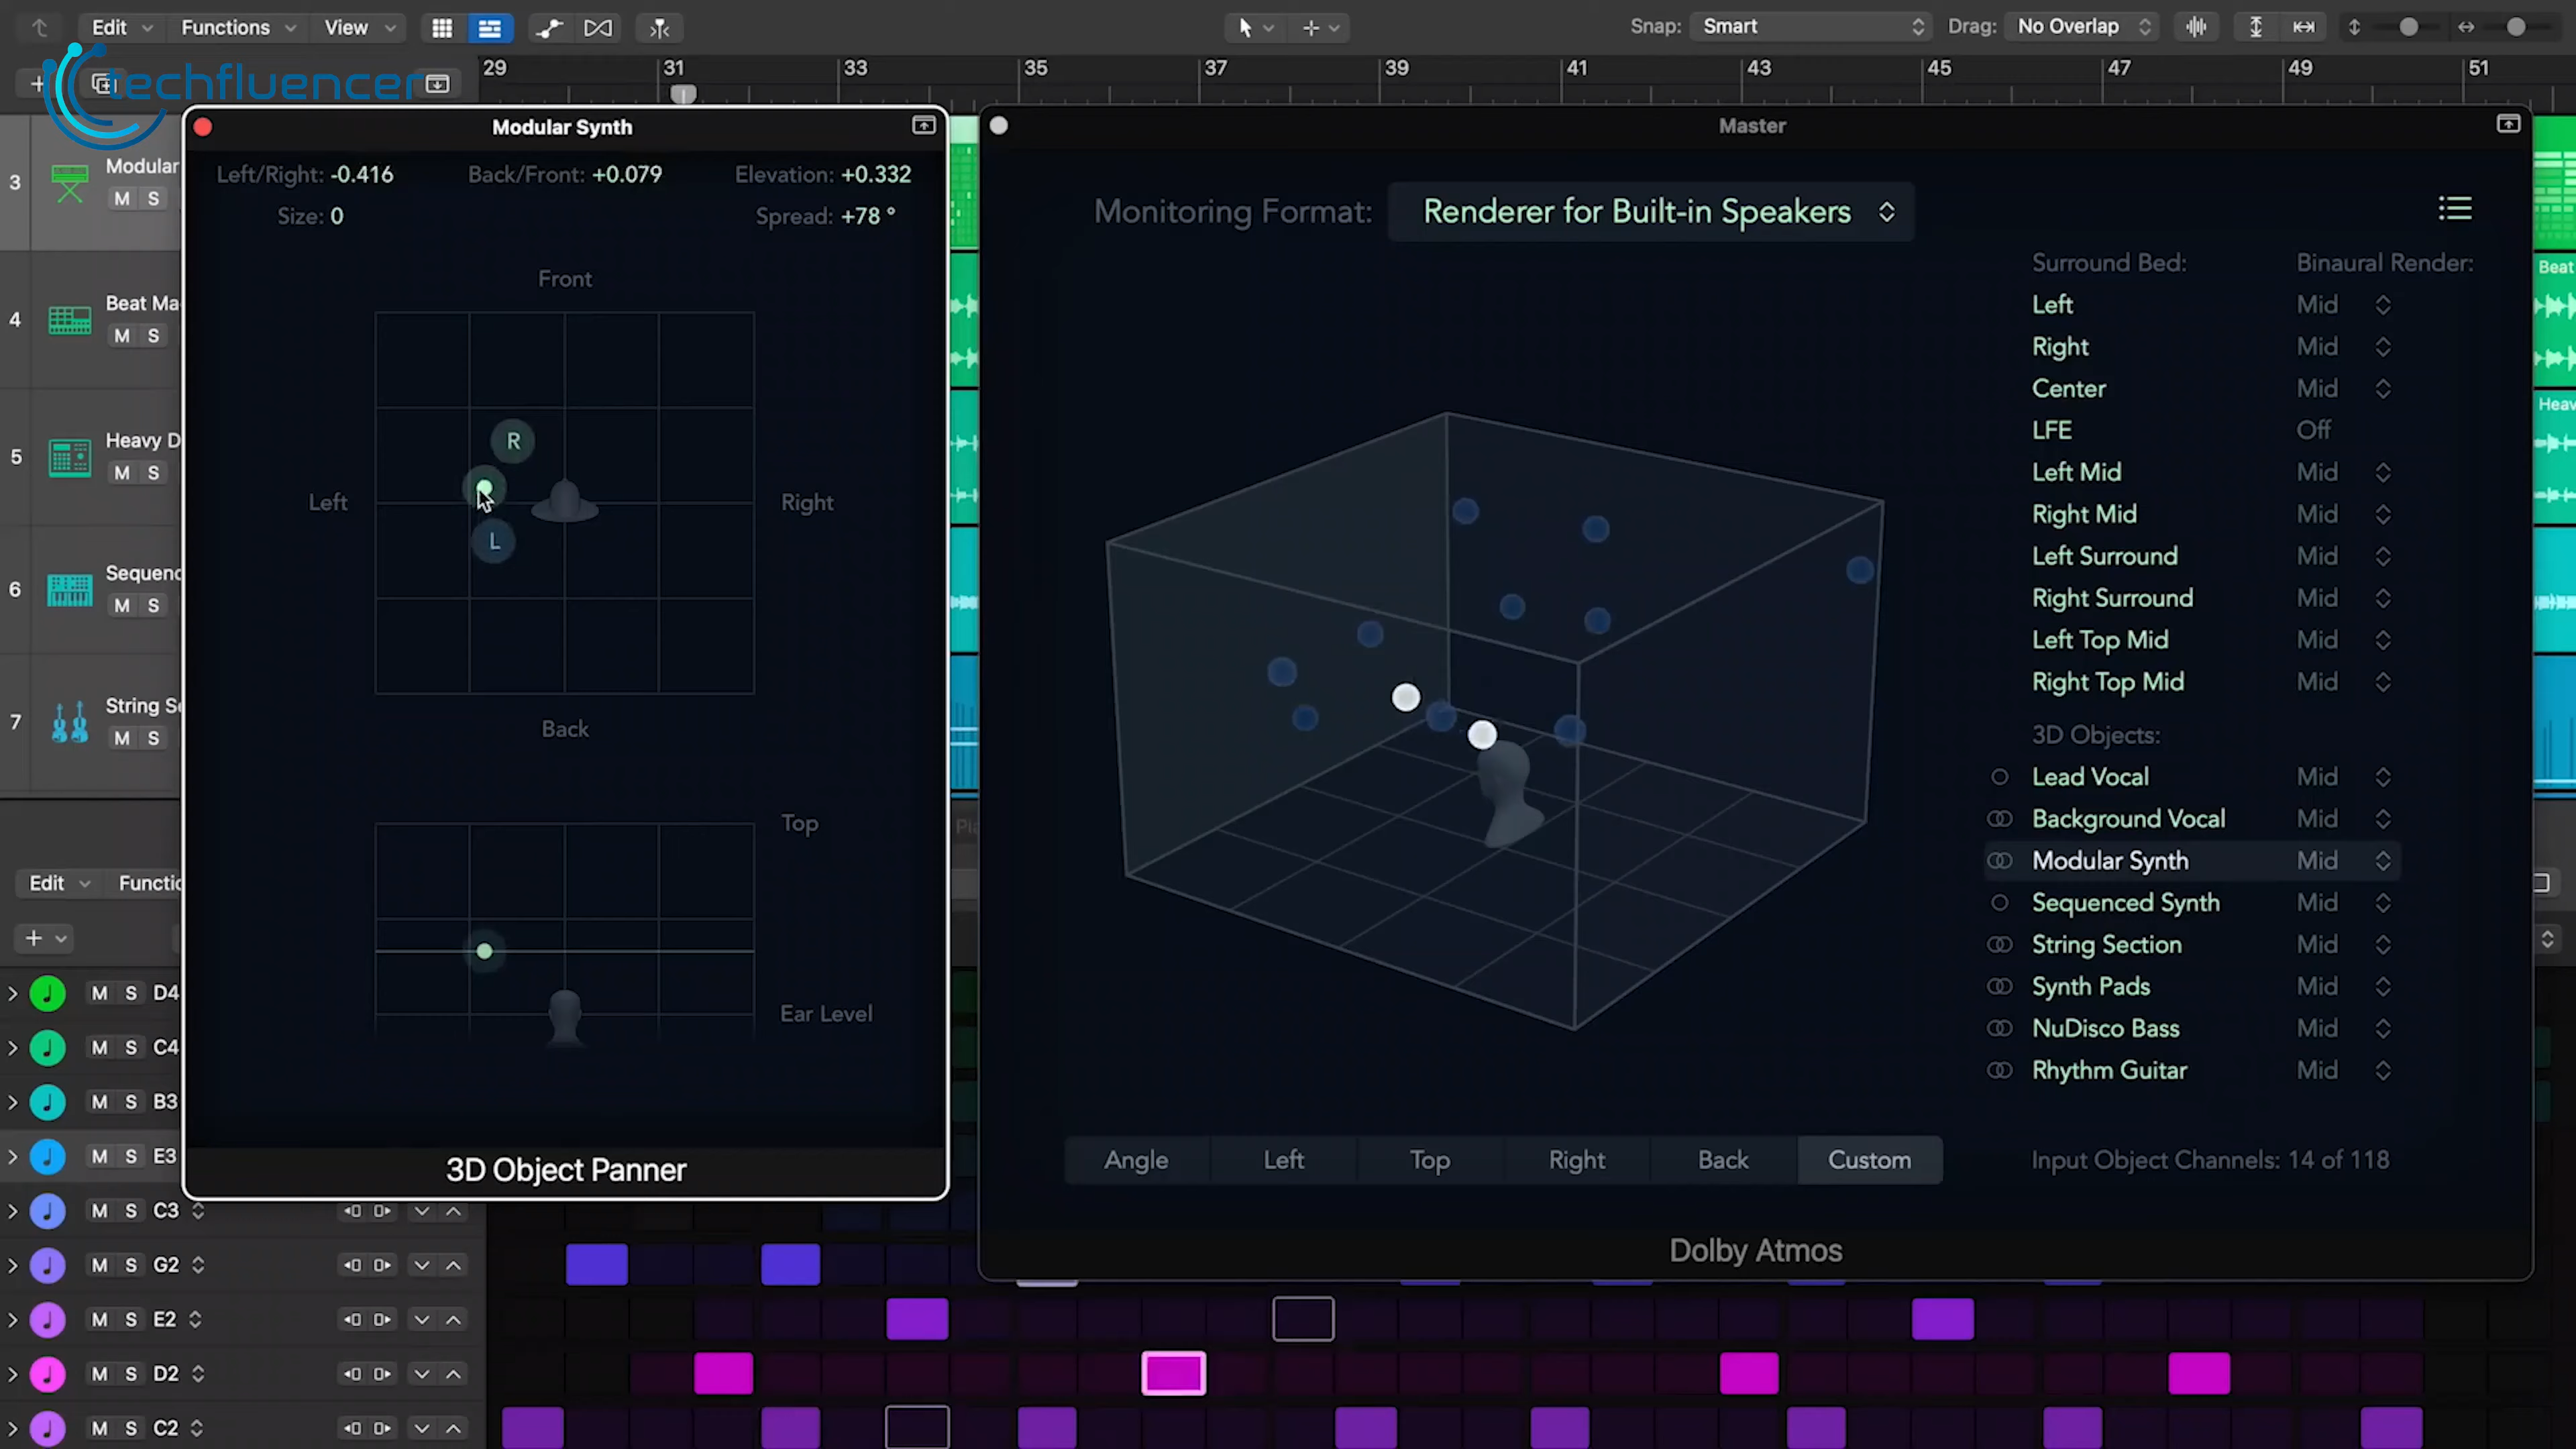 Edit Functions View Snap: Smart Drag: No Overlap
techfluencer
29 31 33 35 37 39 41 43 45 47 49 51
3 Modular
M S
4 Beat Ma
M S
5 Heavy D
M S
6 Sequenc
M S
7 String Se
M S
Beat
Heav
Edit Functio
M S D4
M S C4
M S B3
M S E3
M S C3
M S G2
M S E2
M S D2
M S C2
Modular Synth
Left/Right: -0.416 Back/Front: +0.079 Elevation: +0.332
Size: 0 Spread: +78 °
Front
R
Left Right
L
Back
Top
Ear Level
3D Object Panner
Master
Monitoring Format: Renderer for Built-in Speakers
Surround Bed: Binaural Render:
Left Mid
Right Mid
Center Mid
LFE Off
Left Mid Mid
Right Mid Mid
Left Surround Mid
Right Surround Mid
Left Top Mid Mid
Right Top Mid Mid
3D Objects:
Lead Vocal Mid
Background Vocal Mid
Modular Synth Mid
Sequenced Synth Mid
String Section Mid
Synth Pads Mid
NuDisco Bass Mid
Rhythm Guitar Mid
Angle Left Top Right Back Custom
Input Object Channels: 14 of 118
Dolby Atmos